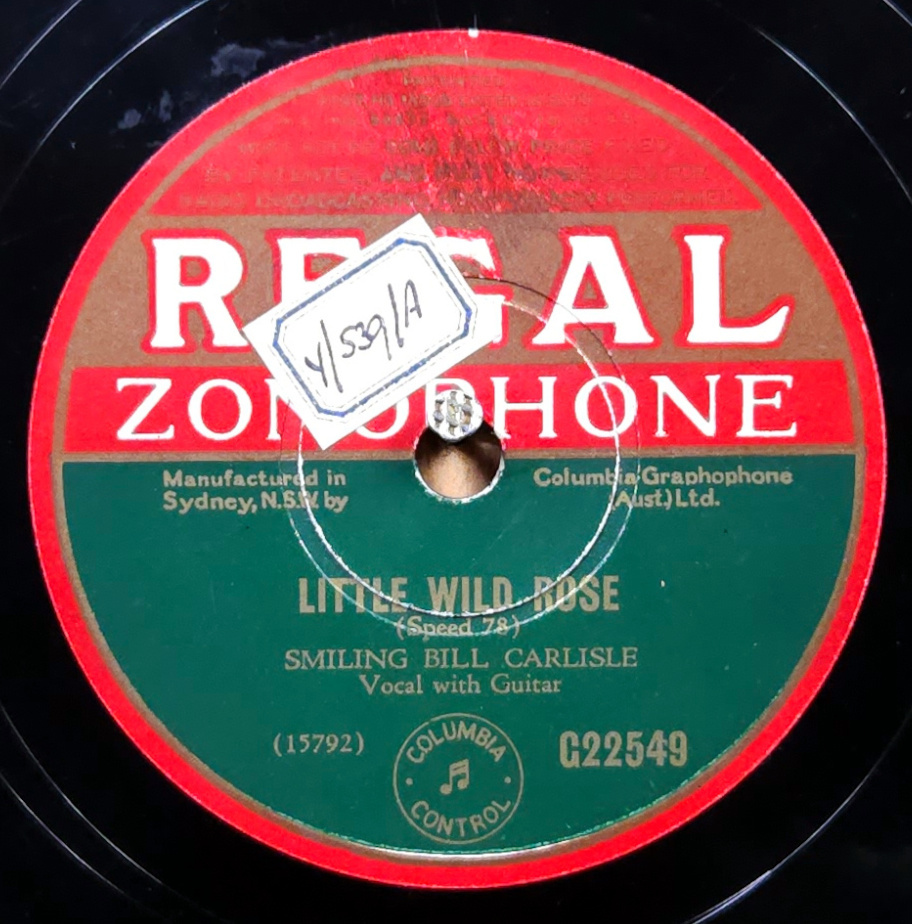 REGAL
Y/539/A
ZONOPHONE
Manufactured in
Sydney, N.S.W. by
Columbia Graphophone
(Aust.) Ltd.
LITTLE WILD ROSE
(Speed 78)
SMILING BILL CARLISLE
Vocal with Guitar
(15792)
G22549
COLUMBIA
CONTROL